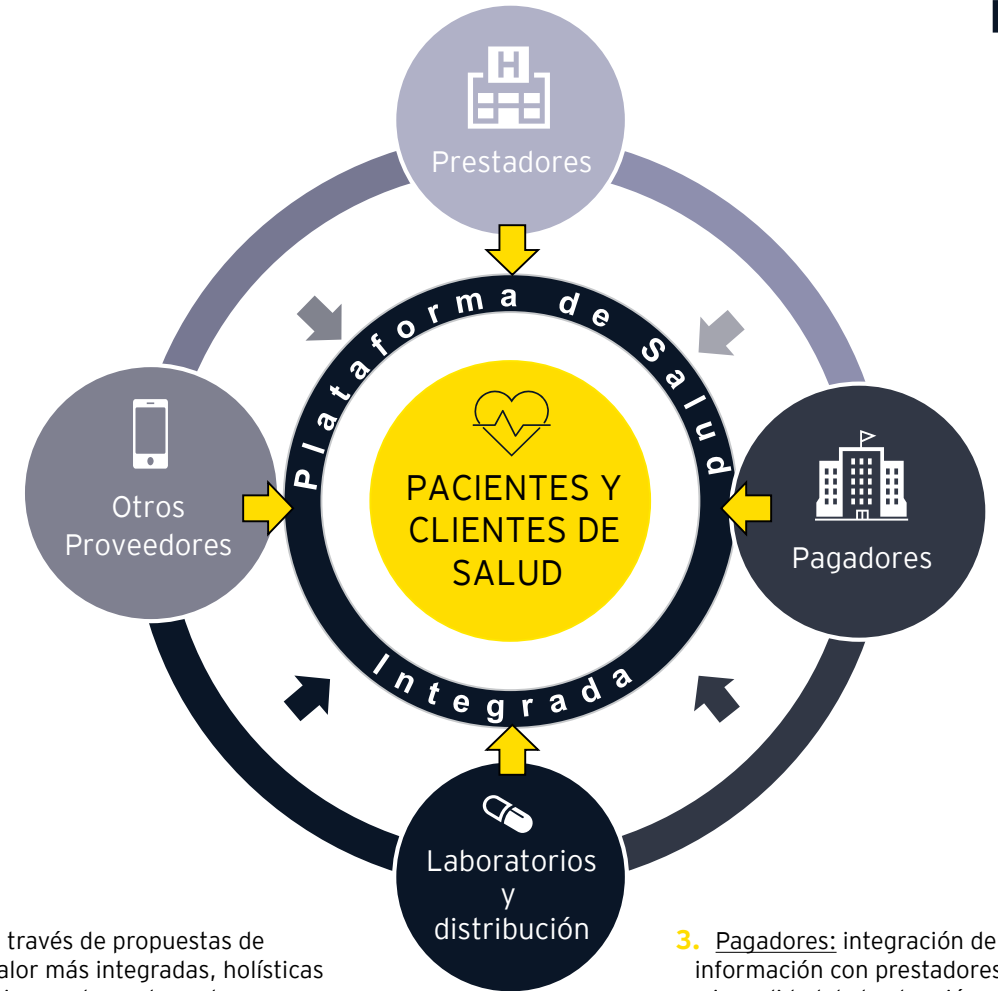 Prestadores
Plataforma de Salud
Integrada
PACIENTES Y
CLIENTES DE
SALUD
Otros
Proveedores
Pagadores
Laboratorios
y
distribución
través de propuestas de
más integradas, holísticas
3. Pagadores: integración de
información con prestadores